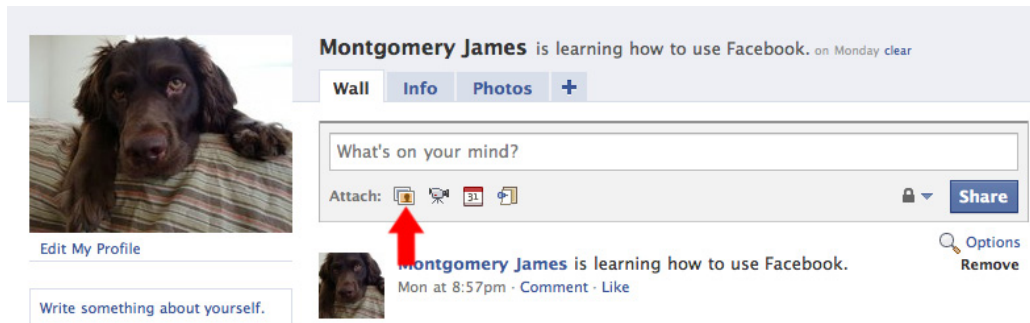 Montgomery James is learning how to use Facebook. on Monday clear
Wall Info Photos +
What's on your mind?
Attach: 31
Share
Edit My Profile
Options
Montgomery James is learning how to use Facebook. Remove
Mon at 8:57pm · Comment · Like
Write something about yourself.